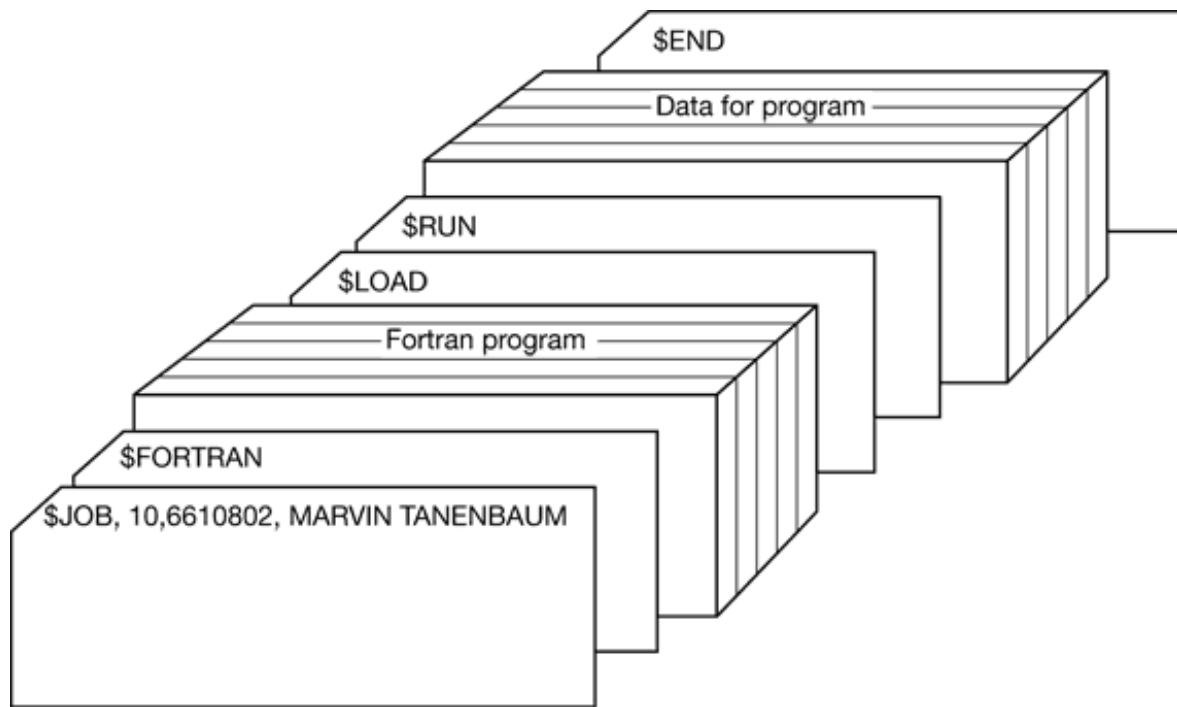 $END
Data for program
$RUN
$LOAD
Fortran program
$FORTRAN
$JOB, 10,6610802, MARVIN TANENBAUM